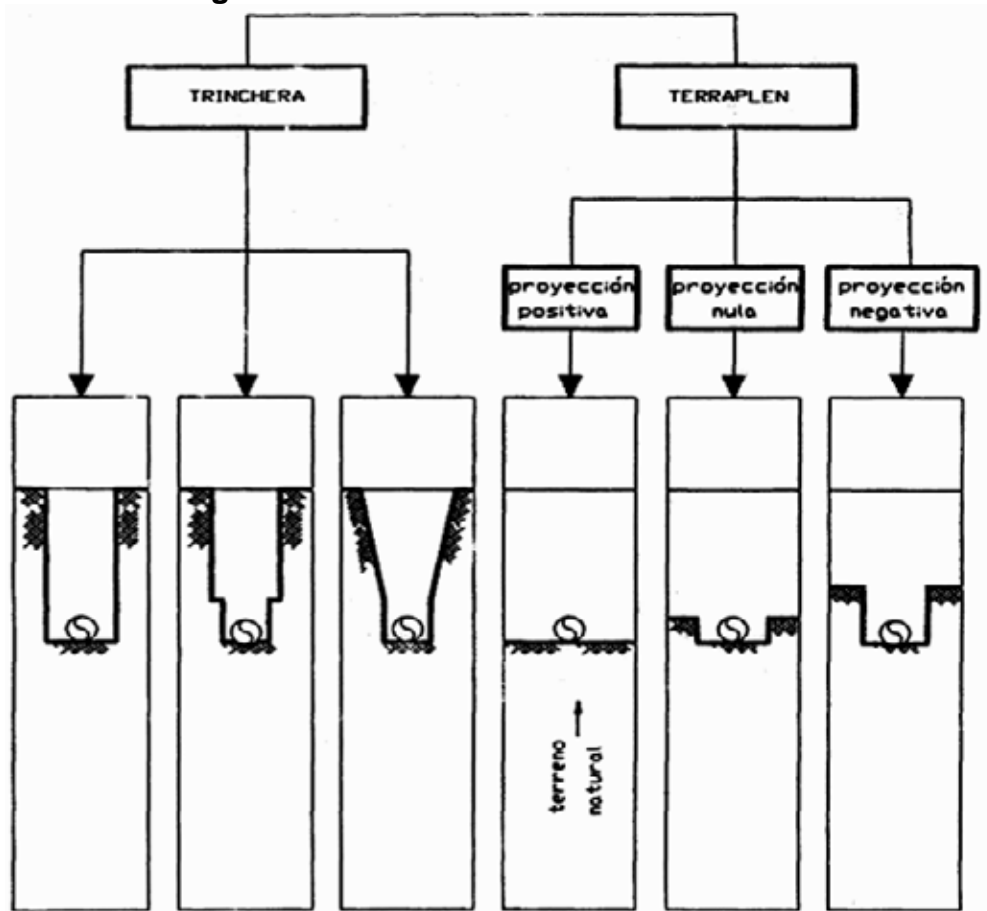 TRINCHERA
TERRAPLEN
proyección
positiva
proyección
nula
proyección
negativa
terreno
natural